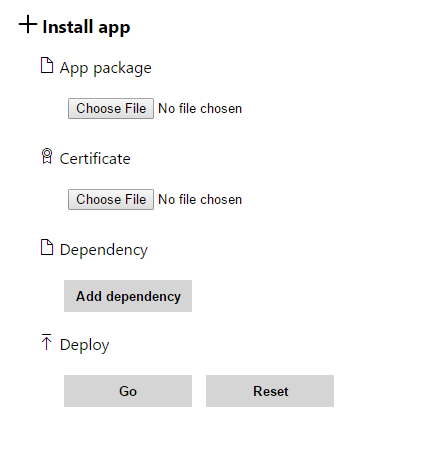 Install app
App package
Choose File No file chosen
Certificate
Choose File No file chosen
Dependency
Add dependency
Deploy
Go Reset